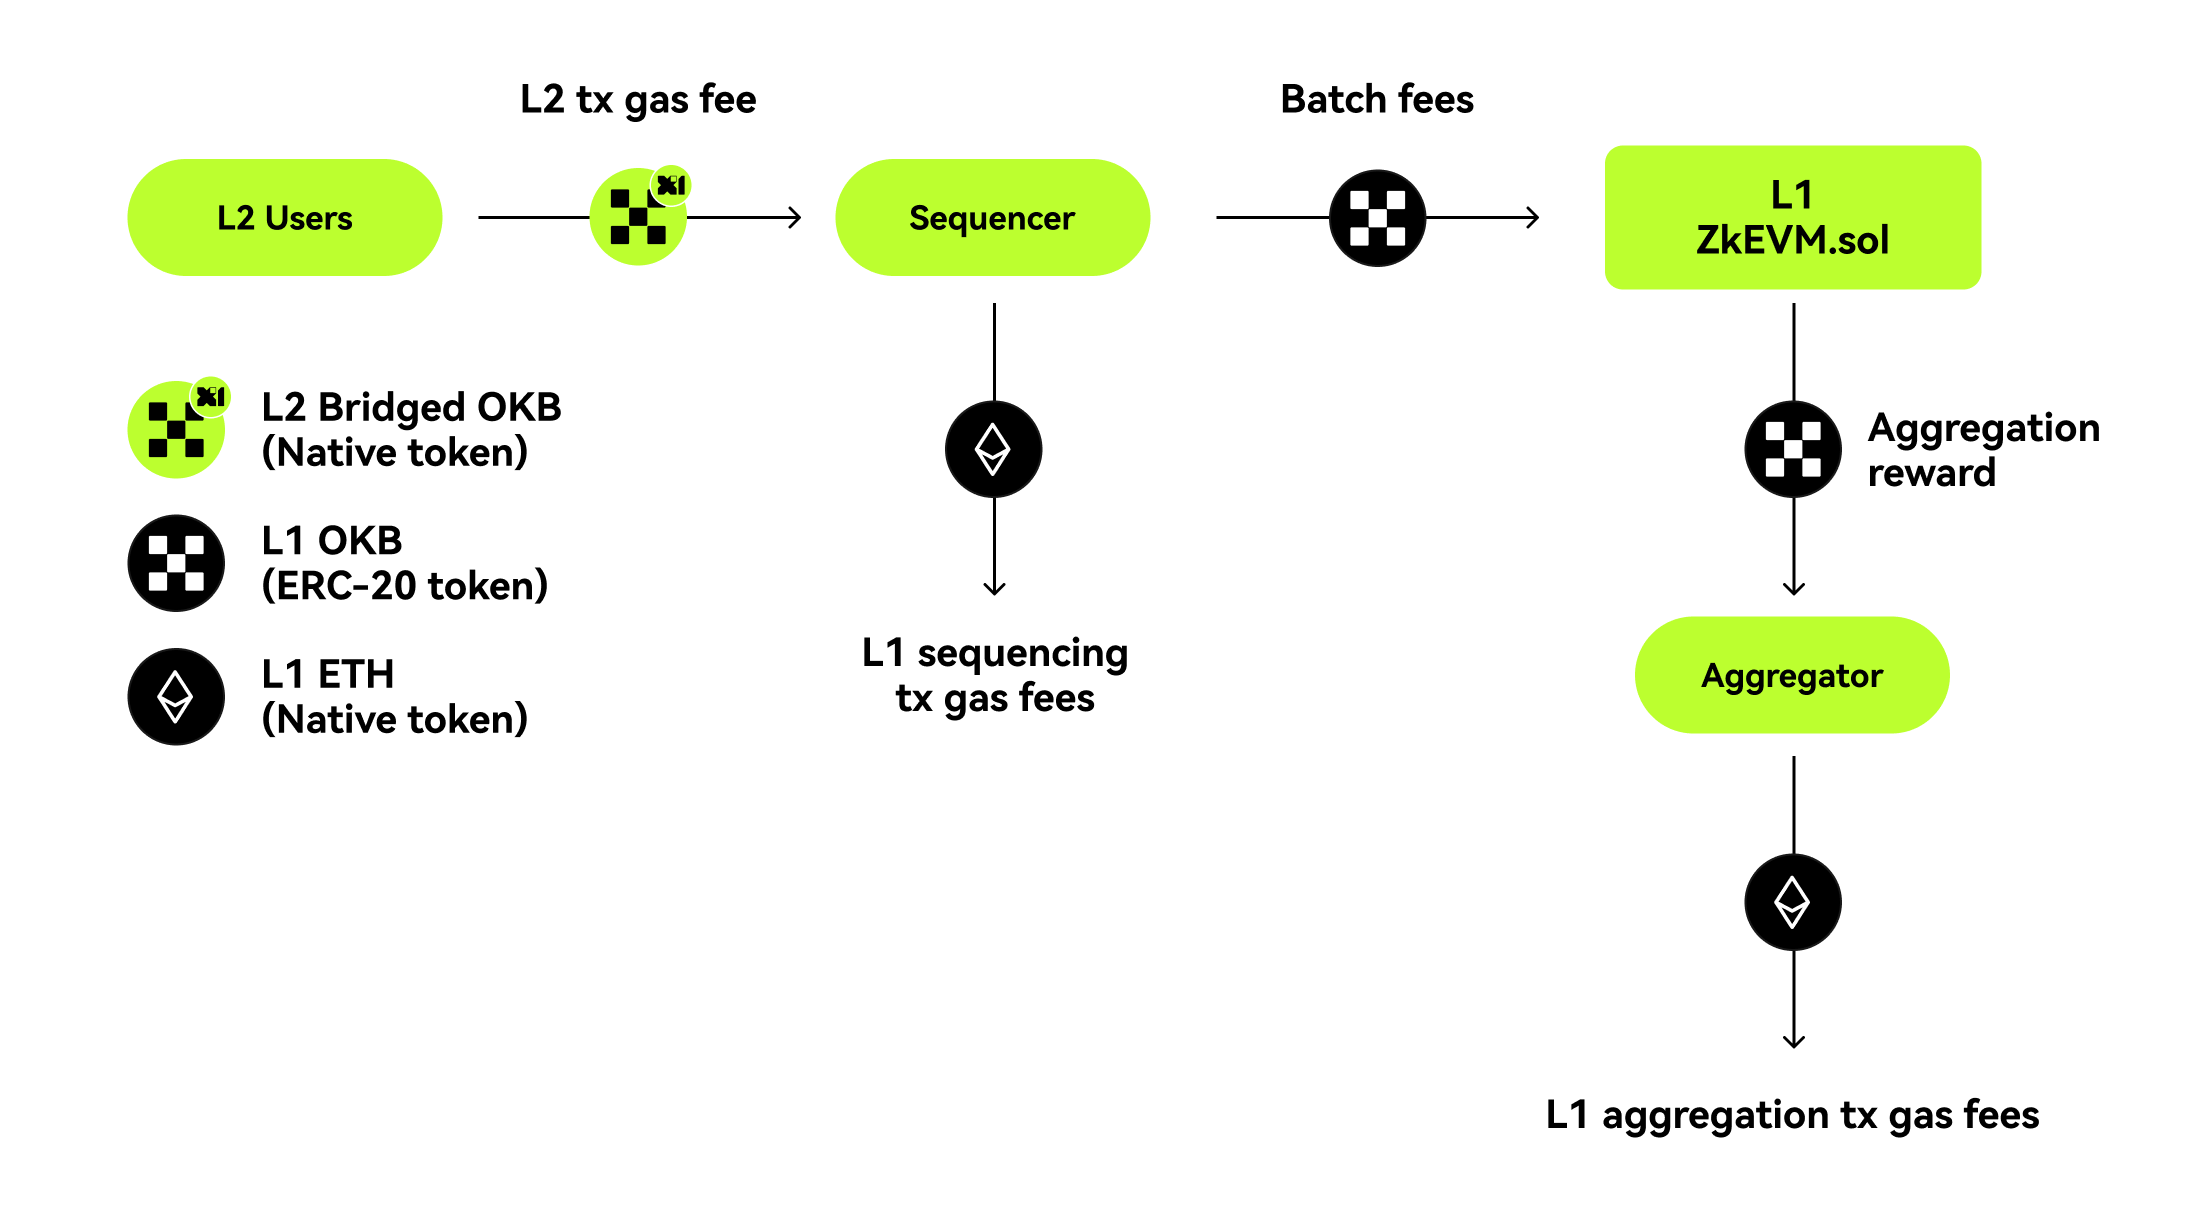 L2 tx gas fee
Batch fees
L2 Users
X1
Sequencer
L1
ZkEVM.sol
X1
L2 Bridged OKB
(Native token)
L1 OKB
(ERC-20 token)
L1 ETH
(Native token)
Aggregation
reward
L1 sequencing
tx gas fees
Aggregator
L1 aggregation tx gas fees